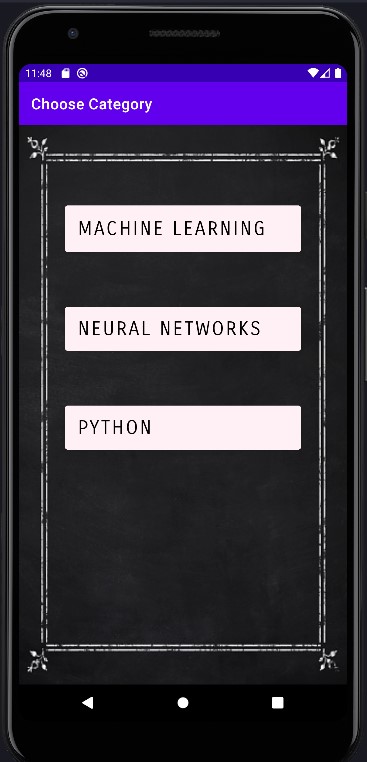 11:48
Choose Category
MACHINE LEARNING
NEURAL NETWORKS
PYTHON